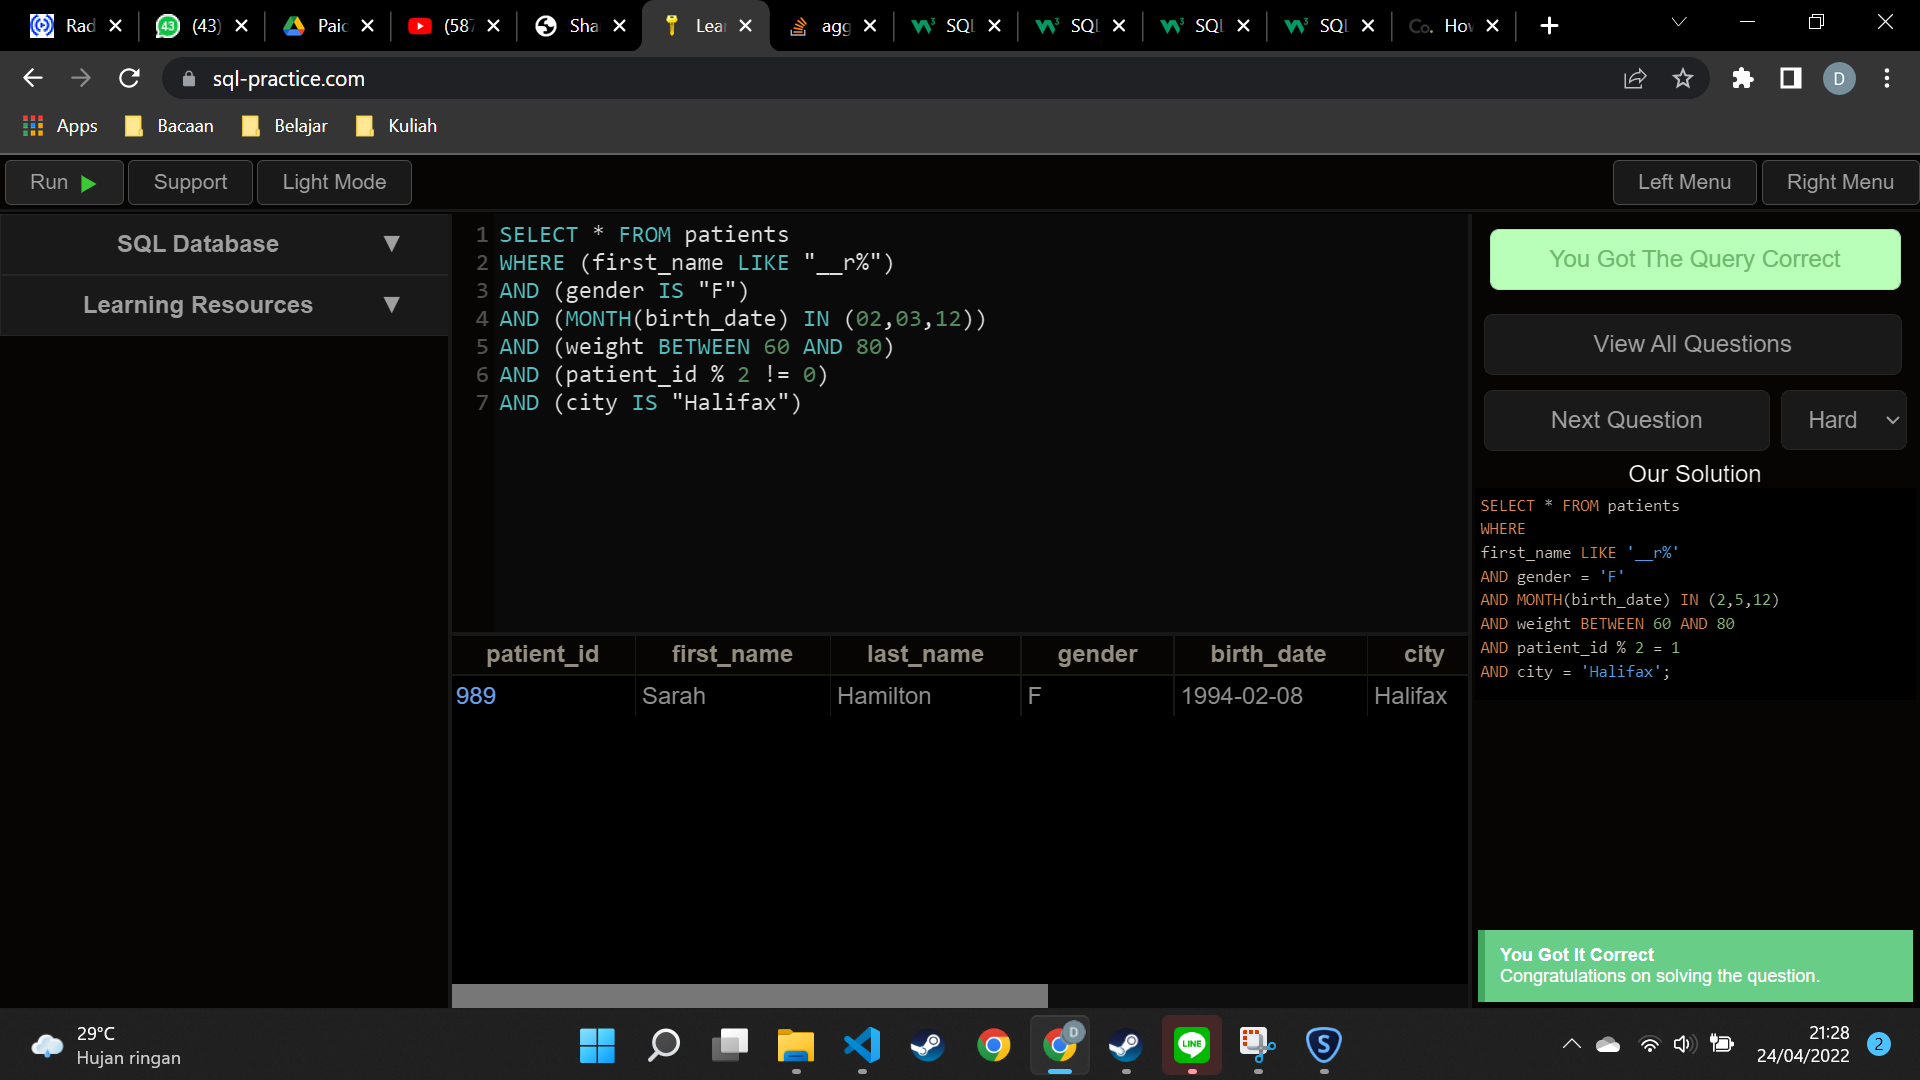 Rad
43
(43)
Paid
(587
Sha
Lear
agg
SQL
SQL
SQL
SQL
Co.
How
sql-practice.com
D
Apps
Bacaan
Belajar
Kuliah
Run
Support
Light Mode
Left Menu
Right Menu
SQL Database ▼
Learning Resources ▼
1 SELECT * FROM patients
2 WHERE (first_name LIKE "__r%")
3 AND (gender IS "F")
4 AND (MONTH(birth_date) IN (02,03,12))
5 AND (weight BETWEEN 60 AND 80)
6 AND (patient_id % 2 != 0)
7 AND (city IS "Halifax")
patient_id first_name last_name gender birth_date city
989 Sarah Hamilton F 1994-02-08 Halifax
You Got The Query Correct
View All Questions
Next Question
Hard
Our Solution
SELECT * FROM patients
WHERE
first_name LIKE '__r%'
AND gender = 'F'
AND MONTH(birth_date) IN (2,5,12)
AND weight BETWEEN 60 AND 80
AND patient_id % 2 = 1
AND city = 'Halifax';
You Got It Correct
Congratulations on solving the question.
29°C
Hujan ringan
D
LINE
S
21:28
24/04/2022
2